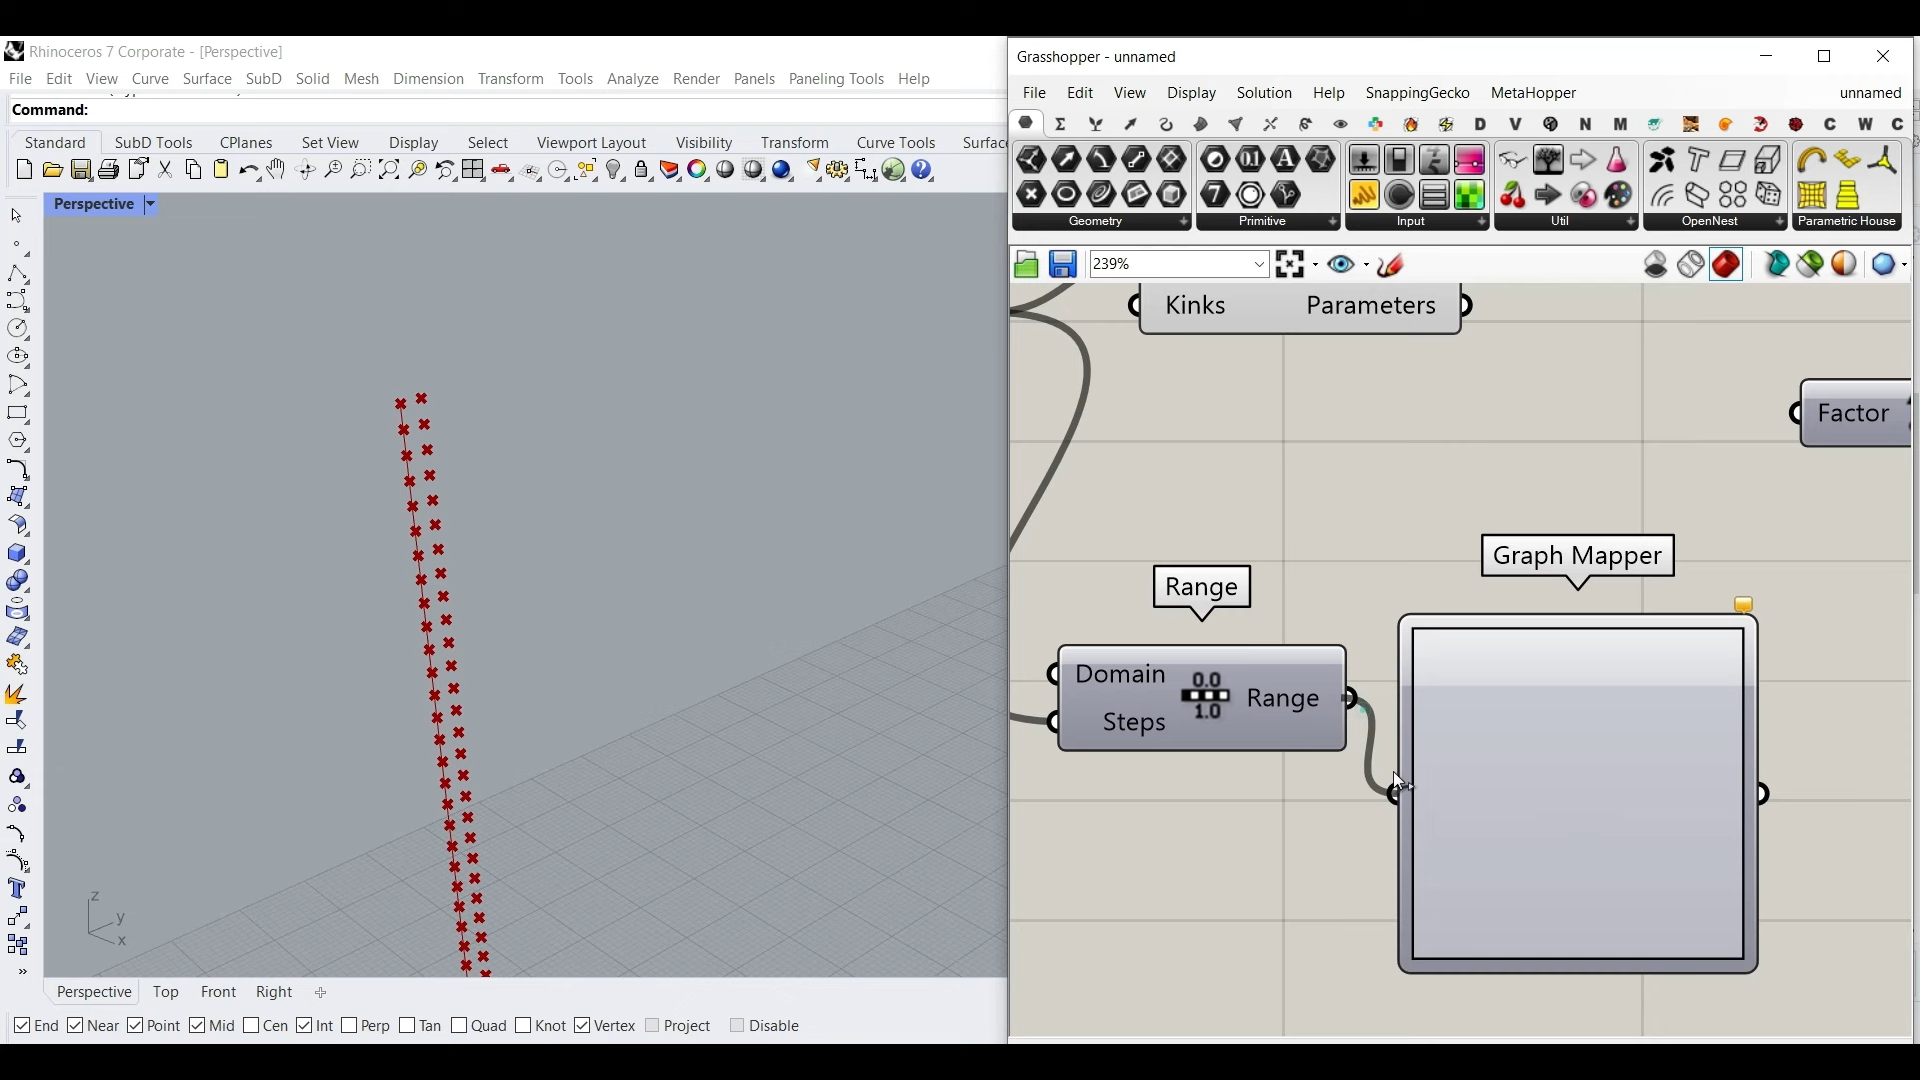 Rhinoceros 7 Corporate - [Perspective]
File Edit View Curve Surface SubD Solid Mesh Dimension Transform Tools Analyze Render Panels Paneling Tools Help
Command:
Standard SubD Tools CPlanes Set View Display Select Viewport Layout Visibility Transform Curve Tools Surfac
Perspective
z
y
x
Perspective Top Front Right
End Near Point Mid Cen Int Perp Tan Quad Knot Vertex Project Disable
Grasshopper - unnamed
File Edit View Display Solution Help SnappingGecko MetaHopper unnamed
D V N M C W C
Geometry Primitive Input Util OpenNest Parametric House
239%
Kinks Parameters
Factor
Graph Mapper
Range
Domain
0.0
1.0
Range
Steps